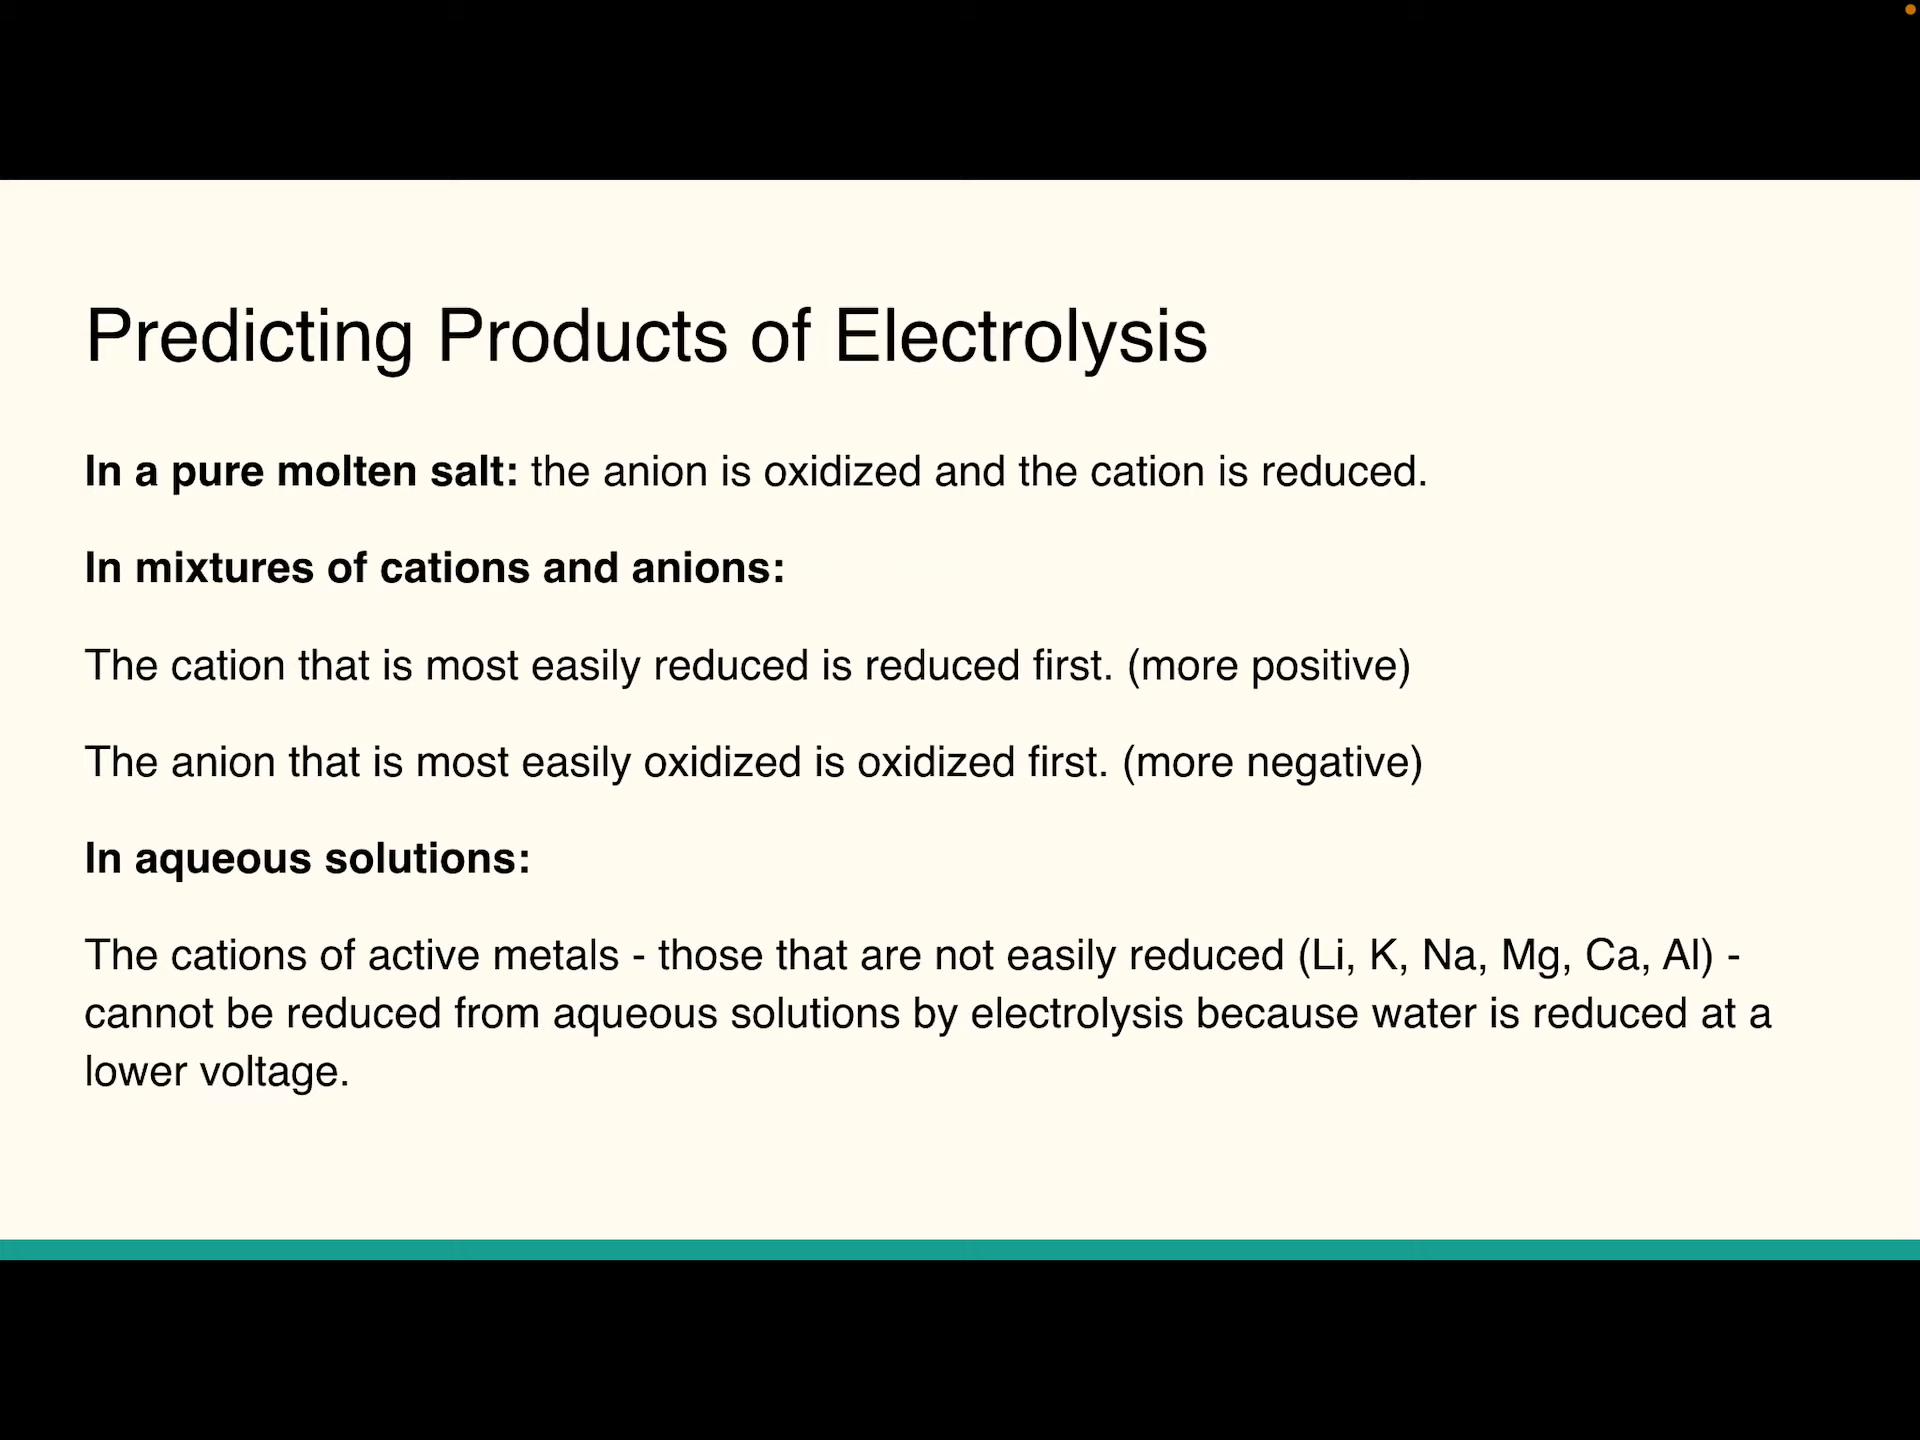 Predicting Products of Electrolysis
In a pure molten salt: the anion is oxidized and the cation is reduced.
In mixtures of cations and anions:
The cation that is most easily reduced is reduced first. (more positive)
The anion that is most easily oxidized is oxidized first. (more negative)
In aqueous solutions:
The cations of active metals - those that are not easily reduced (Li, K, Na, Mg, Ca, Al) -
cannot be reduced from aqueous solutions by electrolysis because water is reduced at a
lower voltage.